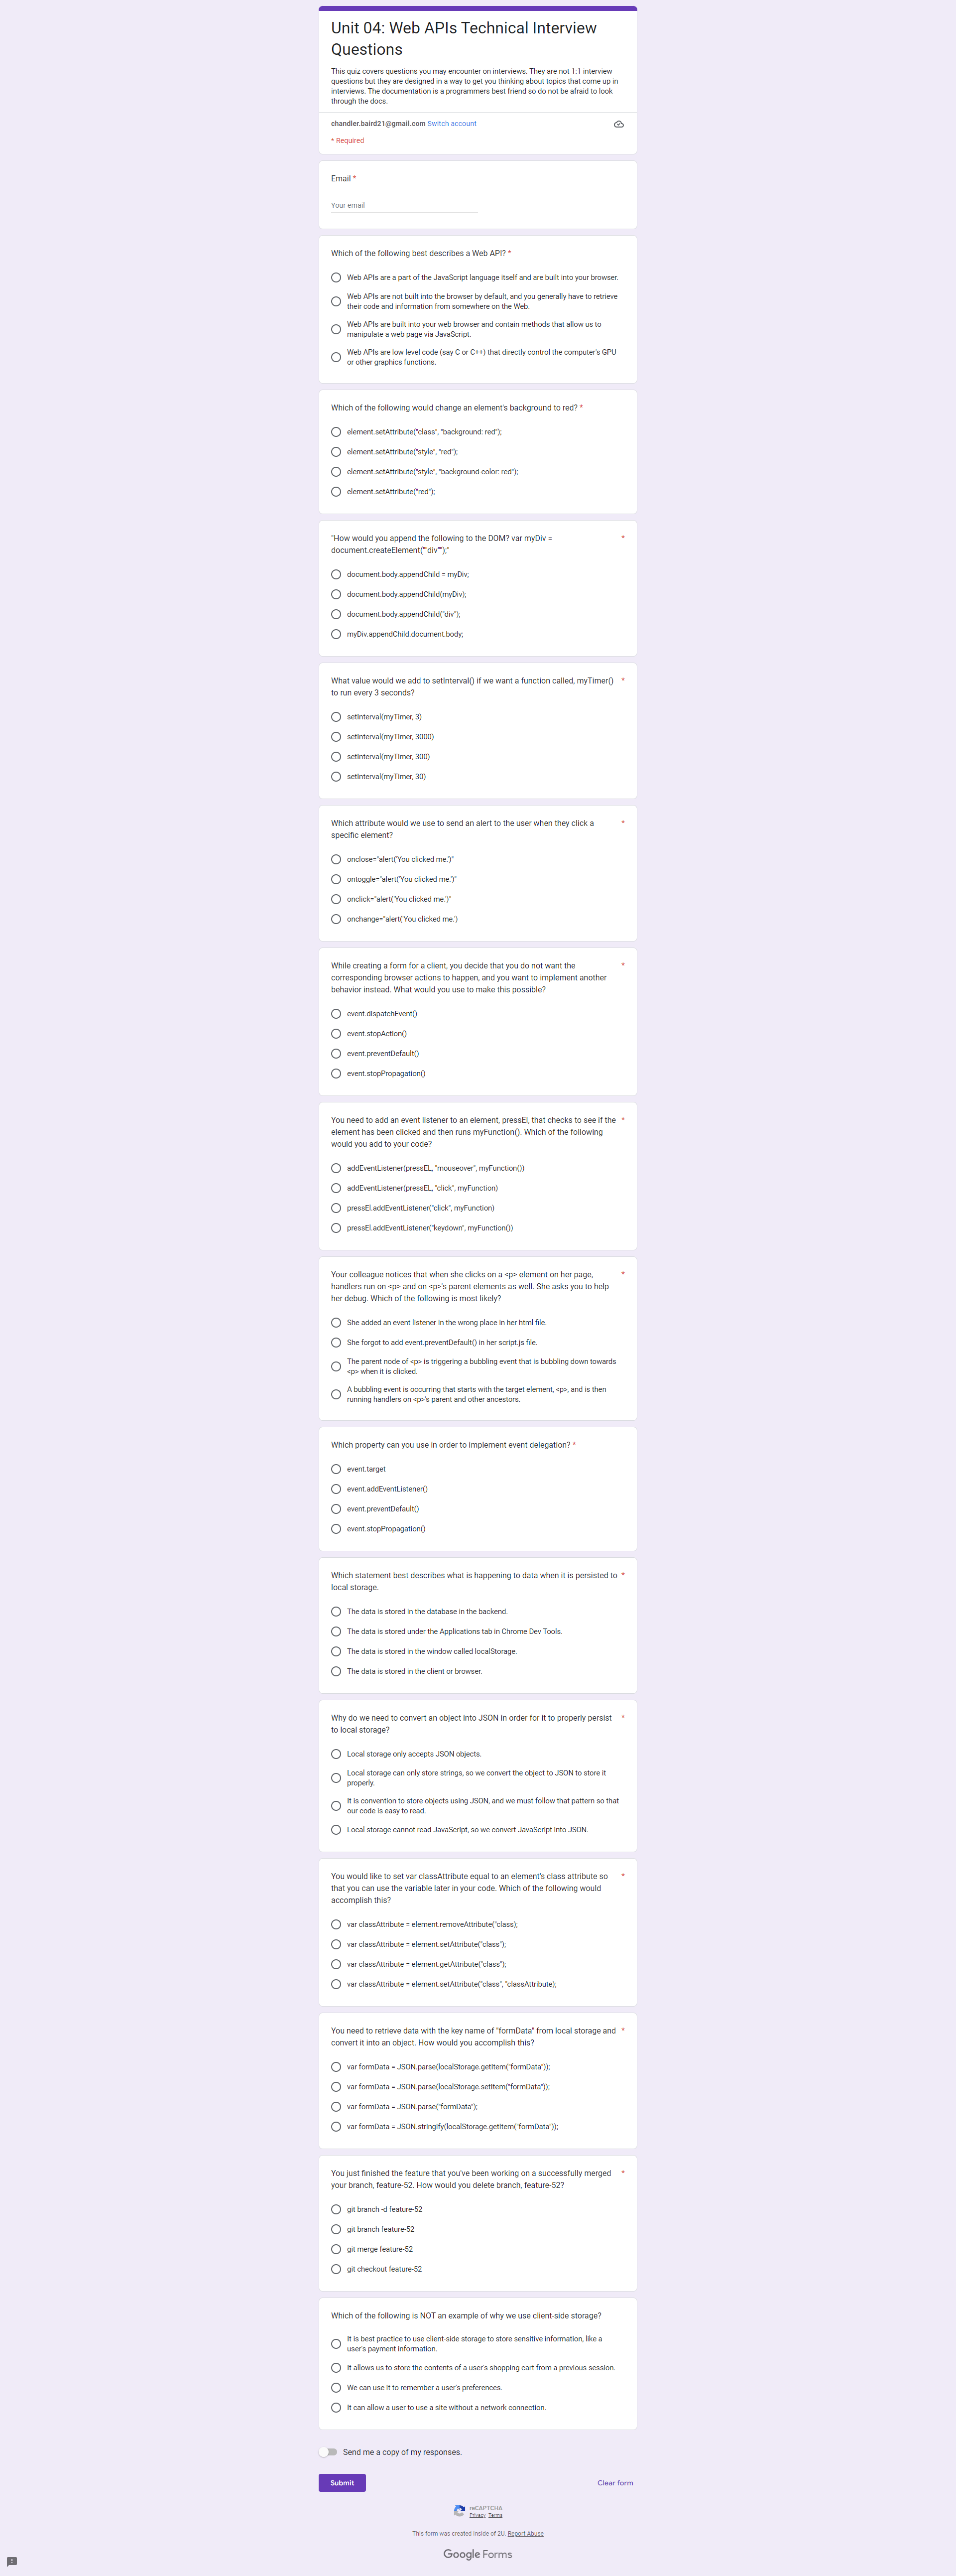 Unit 04: Web APIs Technical Interview
Questions
This quiz covers questions you may encounter on interviews. They are not 1:1 interview
questions but they are designed in a way to get you thinking about topics that come up in
interviews. The documentation is a programmers best friend so do not be afraid to look
through the docs.
chandler.baird21@gmail.com Switch account
* Required
Email *
Your email
Which of the following best describes a Web API? *
Web APIs are a part of the JavaScript language itself and are built into your browser.
Web APIs are not built into the browser by default, and you generally have to retrieve
their code and information from somewhere on the Web.
Web APIs are built into your web browser and contain methods that allow us to
manipulate a web page via JavaScript.
Web APIs are low level code (say C or C++) that directly control the computer's GPU
or other graphics functions.
Which of the following would change an element's background to red? *
element.setAttribute("class", "background: red");
element.setAttribute("style", "red");
element.setAttribute("style", "background-color: red");
element.setAttribute("red");
"How would you append the following to the DOM? var myDiv = *
document.createElement(""div"");"
document.body.appendChild = myDiv;
document.body.appendChild(myDiv);
document.body.appendChild("div");
myDiv.appendChild.document.body;
What value would we add to setInterval() if we want a function called, myTimer() *
to run every 3 seconds?
setInterval(myTimer, 3)
setInterval(myTimer, 3000)
setInterval(myTimer, 300)
setInterval(myTimer, 30)
Which attribute would we use to send an alert to the user when they click a *
specific element?
onclose="alert('You clicked me.')"
ontoggle="alert('You clicked me.')"
onclick="alert('You clicked me.')"
onchange="alert('You clicked me.')
While creating a form for a client, you decide that you do not want the *
corresponding browser actions to happen, and you want to implement another
behavior instead. What would you use to make this possible?
event.dispatchEvent()
event.stopAction()
event.preventDefault()
event.stopPropagation()
You need to add an event listener to an element, pressEl, that checks to see if the *
element has been clicked and then runs myFunction(). Which of the following
would you add to your code?
addEventListener(pressEL, "mouseover", myFunction())
addEventListener(pressEL, "click", myFunction)
pressEl.addEventListener("click", myFunction)
pressEl.addEventListener("keydown", myFunction())
Your colleague notices that when she clicks on a <p> element on her page, *
handlers run on <p> and on <p>'s parent elements as well. She asks you to help
her debug. Which of the following is most likely?
She added an event listener in the wrong place in her html file.
She forgot to add event.preventDefault() in her script.js file.
The parent node of <p> is triggering a bubbling event that is bubbling down towards
<p> when it is clicked.
A bubbling event is occurring that starts with the target element, <p>, and is then
running handlers on <p>'s parent and other ancestors.
Which property can you use in order to implement event delegation? *
event.target
event.addEventListener()
event.preventDefault()
event.stopPropagation()
Which statement best describes what is happening to data when it is persisted to *
local storage.
The data is stored in the database in the backend.
The data is stored under the Applications tab in Chrome Dev Tools.
The data is stored in the window called localStorage.
The data is stored in the client or browser.
Why do we need to convert an object into JSON in order for it to properly persist *
to local storage?
Local storage only accepts JSON objects.
Local storage can only store strings, so we convert the object to JSON to store it
properly.
It is convention to store objects using JSON, and we must follow that pattern so that
our code is easy to read.
Local storage cannot read JavaScript, so we convert JavaScript into JSON.
You would like to set var classAttribute equal to an element's class attribute so *
that you can use the variable later in your code. Which of the following would
accomplish this?
var classAttribute = element.removeAttribute("class);
var classAttribute = element.setAttribute("class");
var classAttribute = element.getAttribute("class");
var classAttribute = element.setAttribute("class", "classAttribute);
You need to retrieve data with the key name of "formData" from local storage and *
convert it into an object. How would you accomplish this?
var formData = JSON.parse(localStorage.getItem("formData"));
var formData = JSON.parse(localStorage.setItem("formData"));
var formData = JSON.parse("formData");
var formData = JSON.stringify(localStorage.getItem("formData"));
You just finished the feature that you've been working on a successfully merged *
your branch, feature-52. How would you delete branch, feature-52?
git branch -d feature-52
git branch feature-52
git merge feature-52
git checkout feature-52
Which of the following is NOT an example of why we use client-side storage?
It is best practice to use client-side storage to store sensitive information, like a
user's payment information.
It allows us to store the contents of a user's shopping cart from a previous session.
We can use it to remember a user's preferences.
It can allow a user to use a site without a network connection.
Send me a copy of my responses.
Submit
Clear form
reCAPTCHA
Privacy Terms
This form was created inside of 2U. Report Abuse
Google Forms